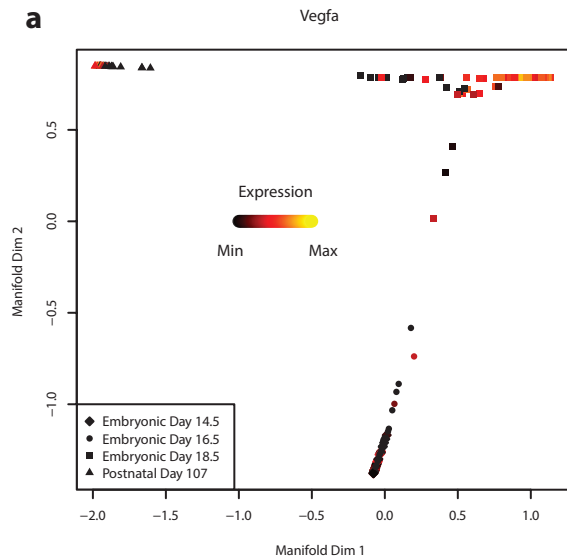 a
Vegfa
Manifold Dim 2
0.5
0.0
−0.5
−1.0
Expression
Min Max
Embryonic Day 14.5
Embryonic Day 16.5
Embryonic Day 18.5
Postnatal Day 107
−2.0 −1.5 −1.0 −0.5 0.0 0.5 1.0
Manifold Dim 1